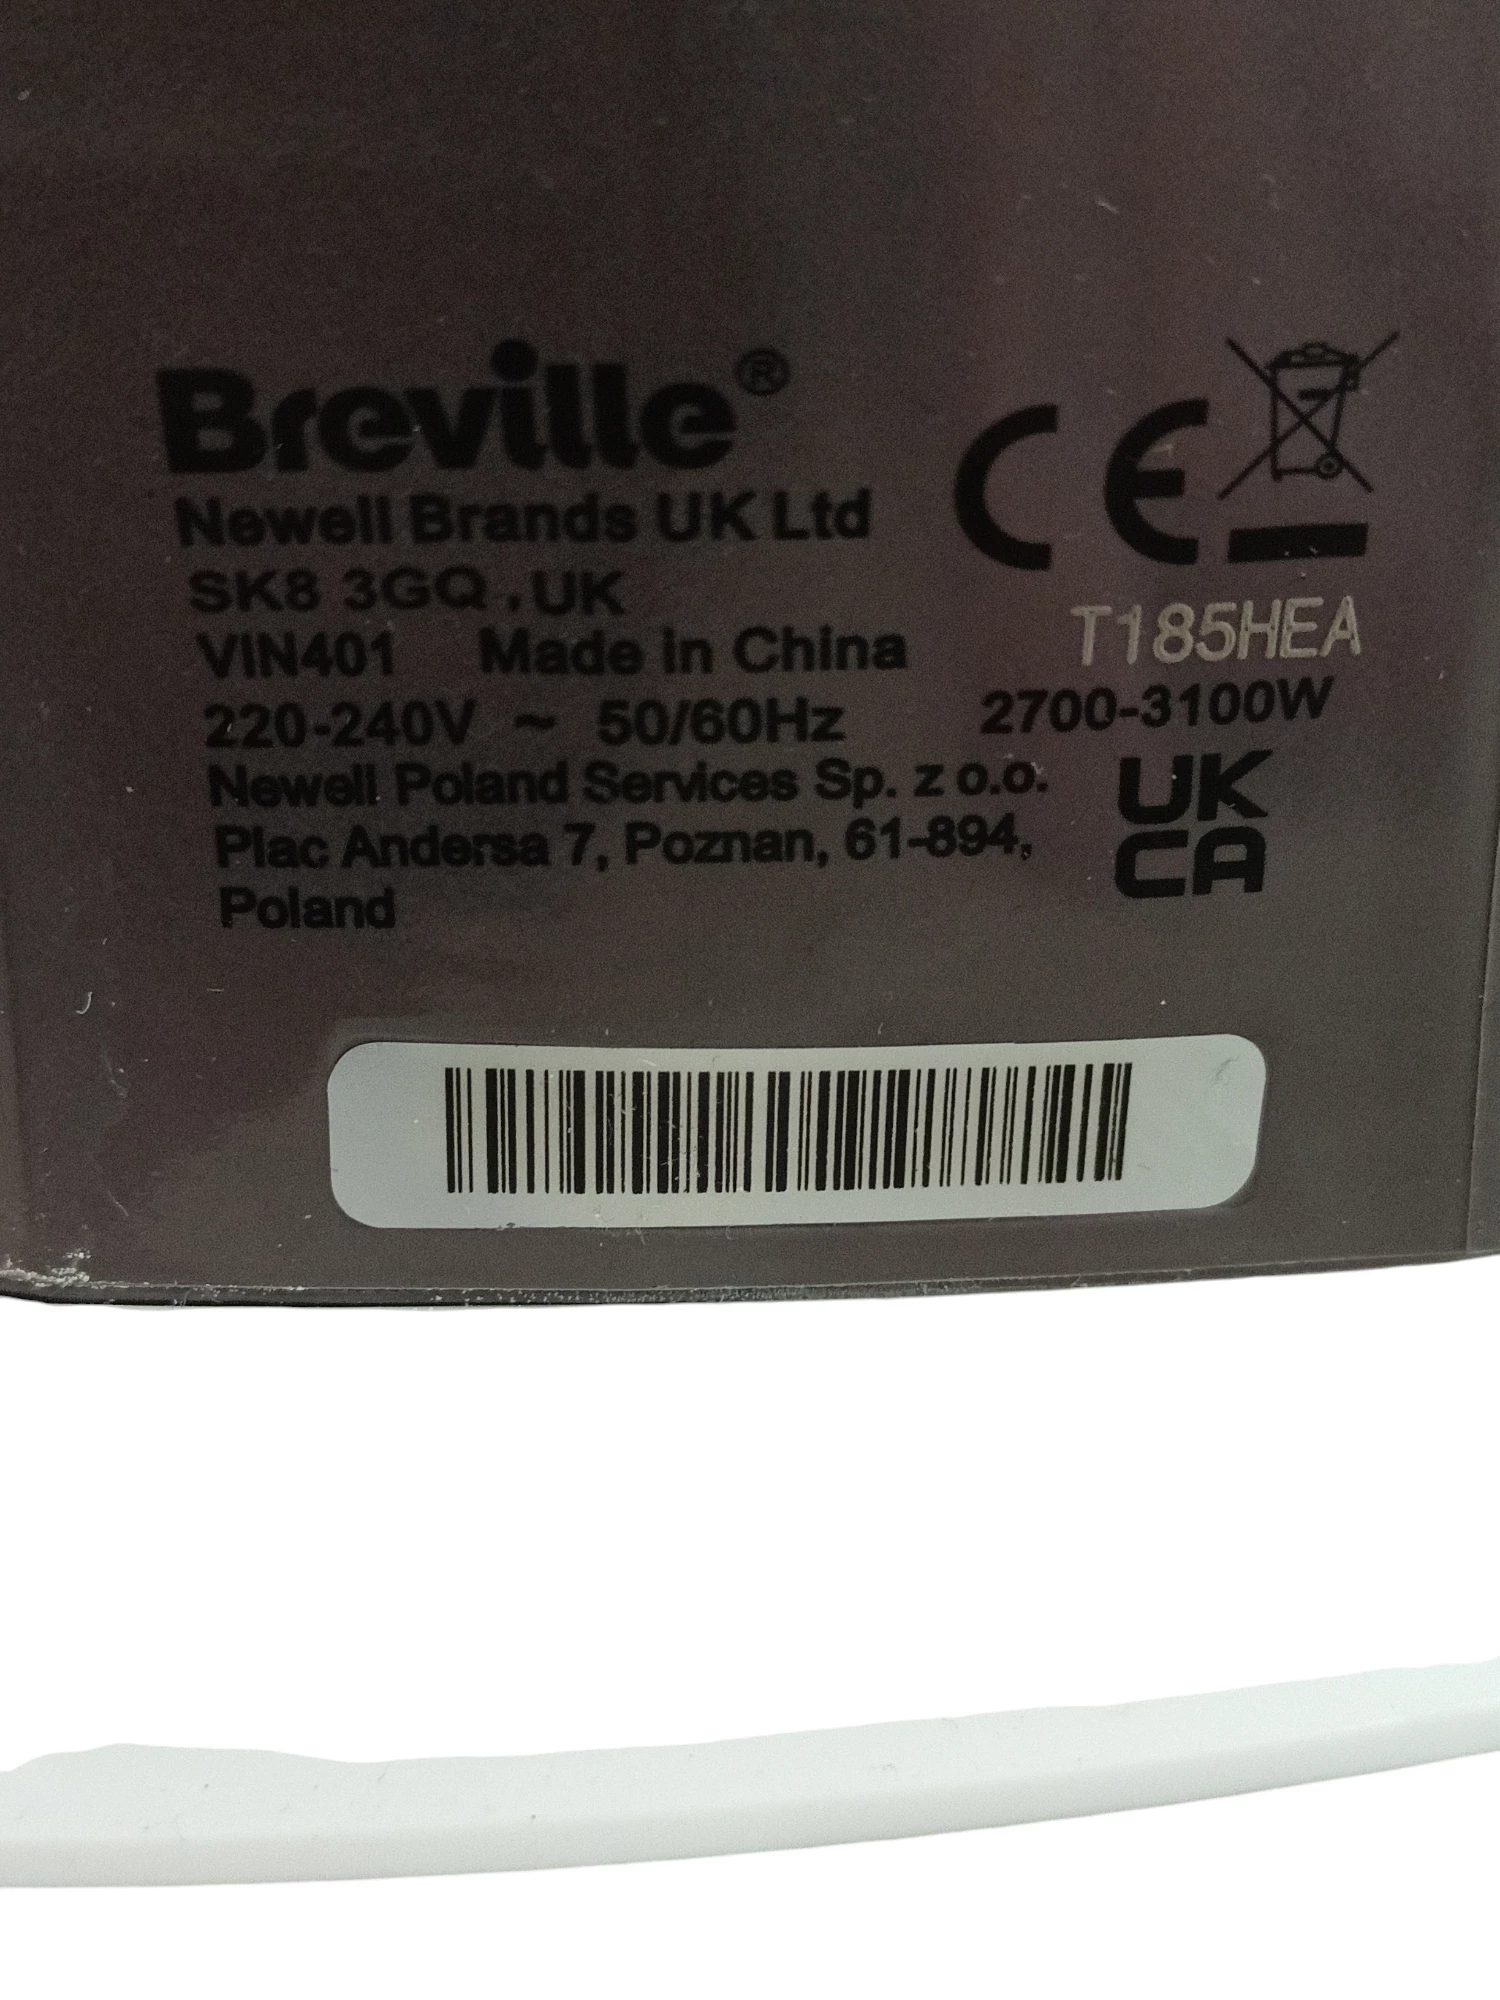 Breville®
Newell Brands UK Ltd
SK8 3GQ , UK
VIN401 Made in China
T185HEA
220-240V ~ 50/60Hz 2700-3100W
Newell Poland Services Sp. z o.o.
Plac Andersa 7, Poznan, 61-894,
Poland
CE
UK
CA